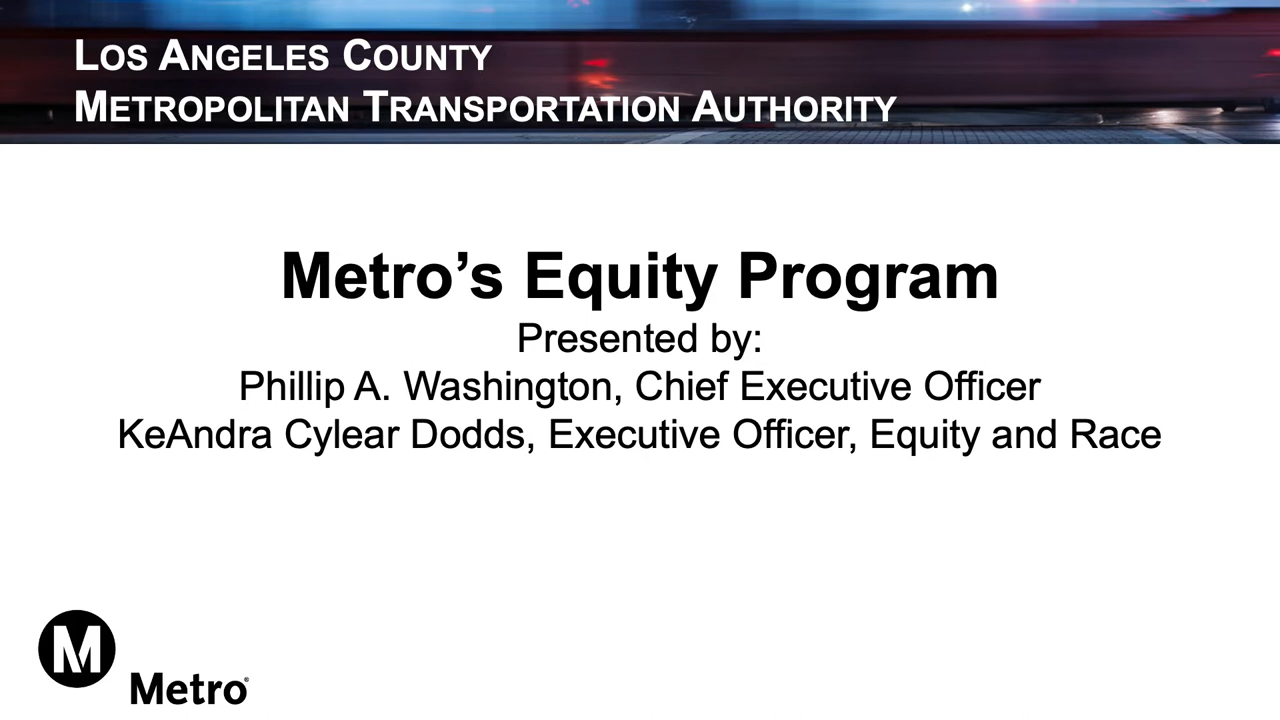 LOS ANGELES COUNTY
METROPOLITAN TRANSPORTATION AUTHORITY
Metro’s Equity Program
Presented by:
Phillip A. Washington, Chief Executive Officer
KeAndra Cylear Dodds, Executive Officer, Equity and Race
M
Metro®